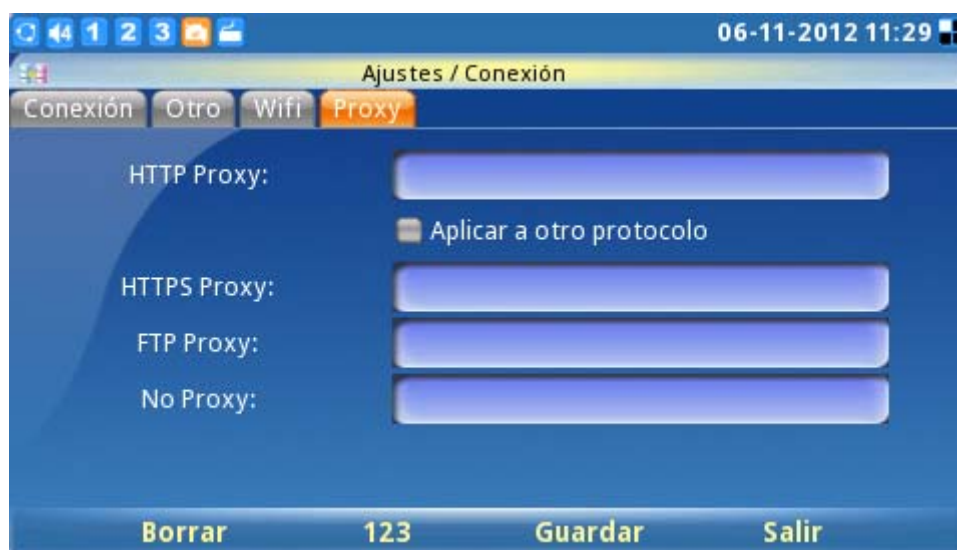 4 1 2 3 06-11-2012 11:29
Ajustes / Conexión
Conexión Otro Wifi Proxy
HTTP Proxy:
Aplicar a otro protocolo
HTTPS Proxy:
FTP Proxy:
No Proxy:
Borrar 123 Guardar Salir